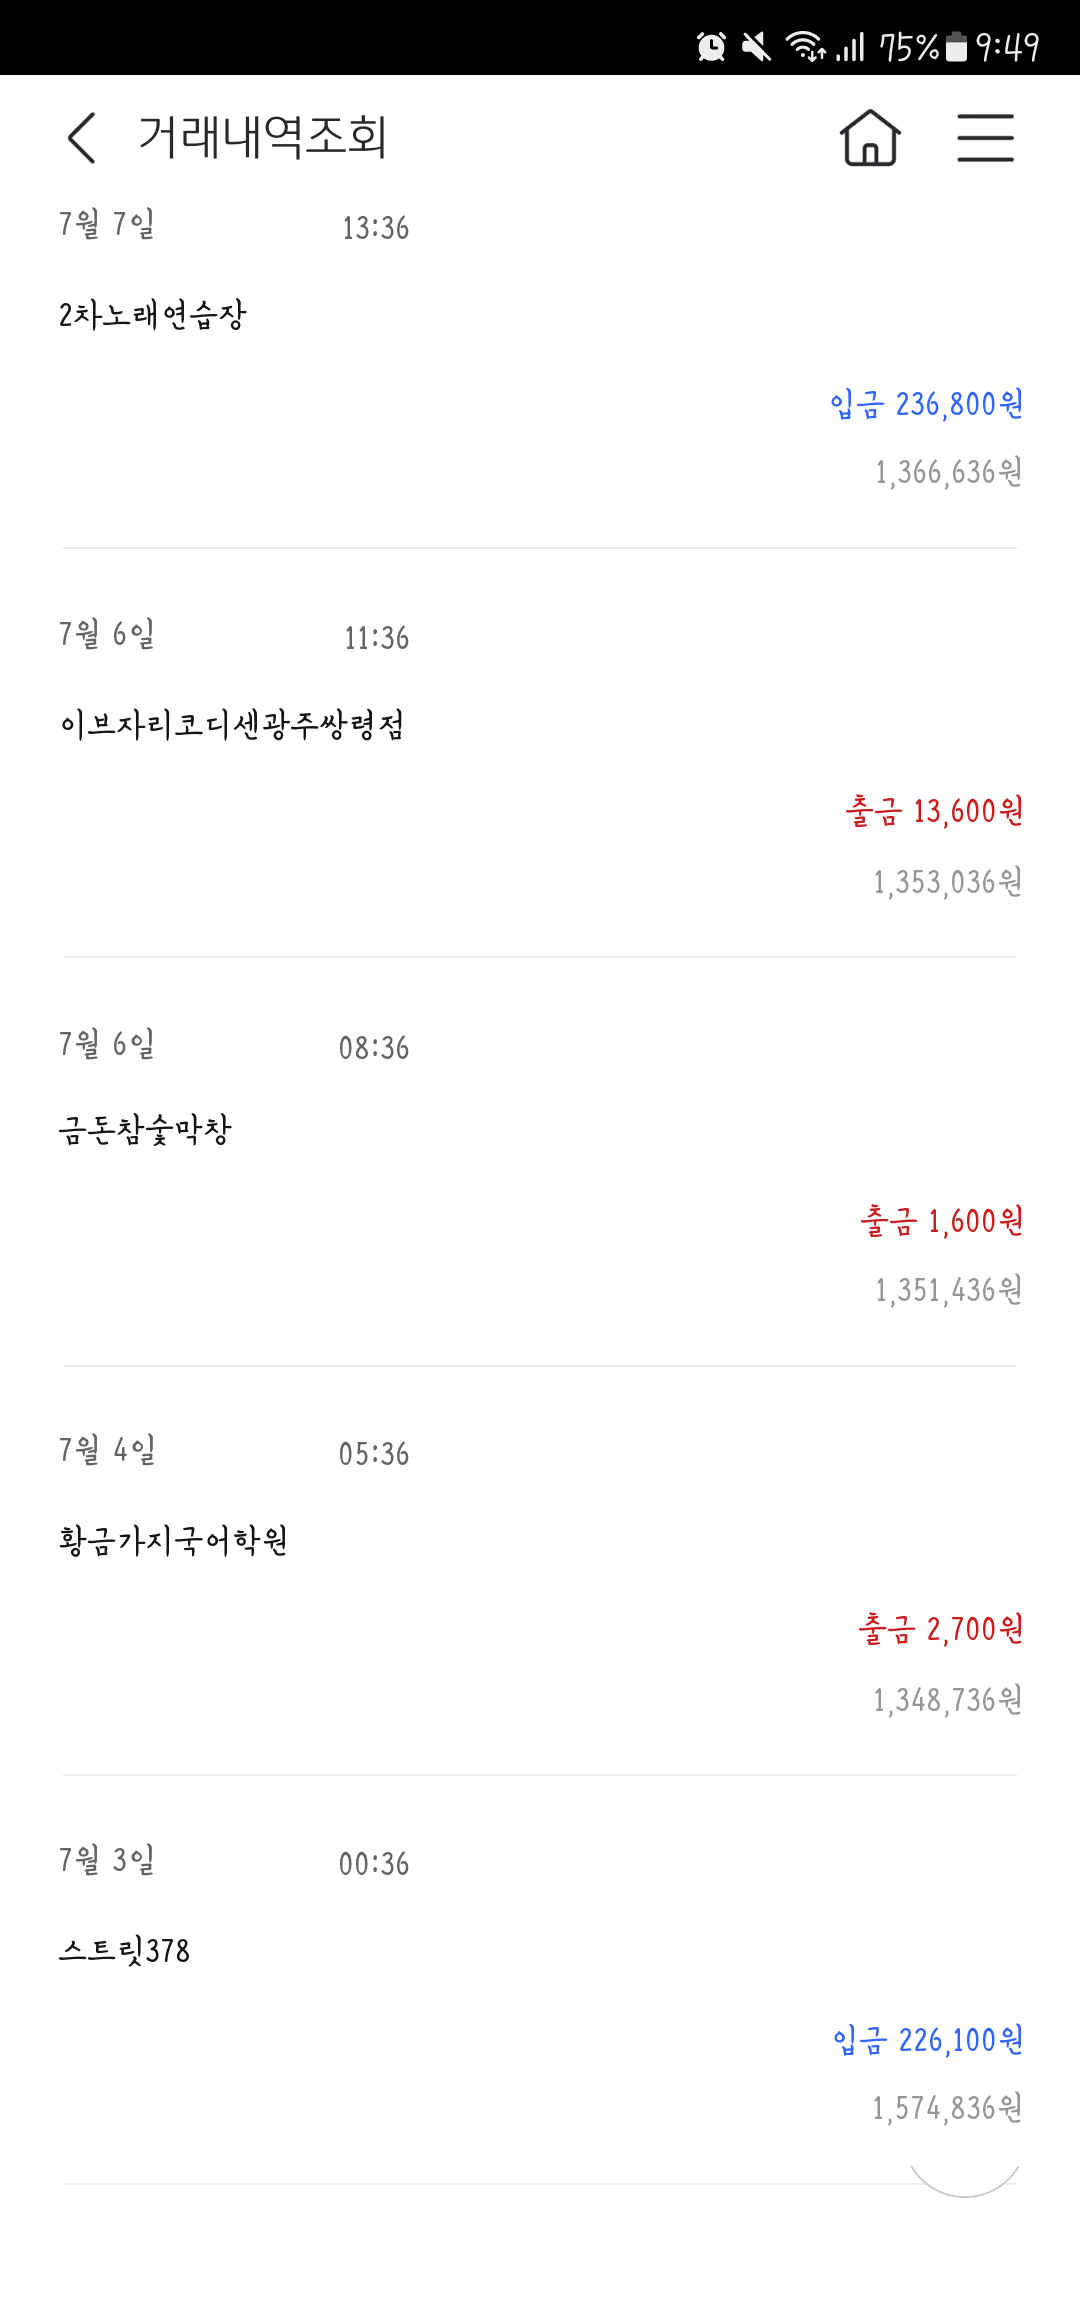 75% 9:49
거래내역조회
7월 7일 13:36
2차노래연습장
입금 236,800원
1,366,636원
7월 6일 11:36
이브자리코디센광주쌍령점
출금 13,600원
1,353,036원
7월 6일 08:36
금돈참숯막창
출금 1,600원
1,351,436원
7월 4일 05:36
황금가지국어학원
출금 2,700원
1,348,736원
7월 3일 00:36
스트릿378
입금 226,100원
1,574,836원